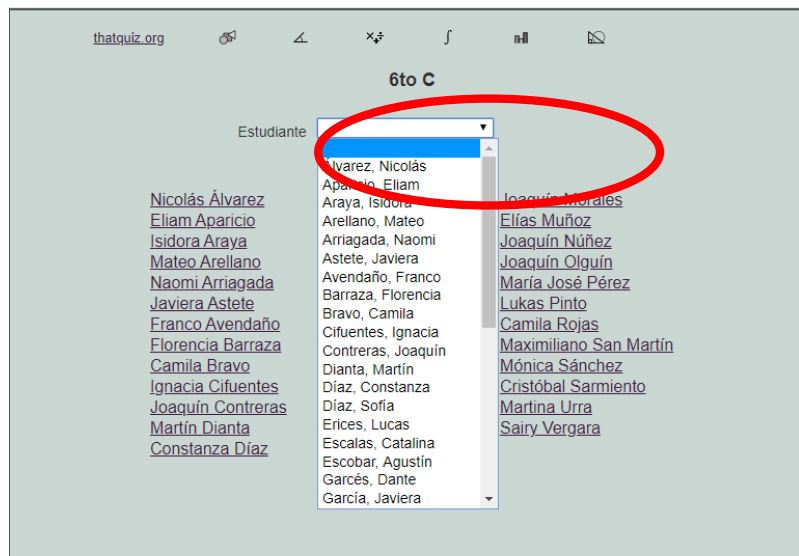 thatquiz.org
6to C
Estudiante
Álvarez, Nicolás
Aparicio, Eliam
Araya, Isidora
Arellano, Mateo
Arriagada, Naomi
Astete, Javiera
Avendaño, Franco
Barraza, Florencia
Bravo, Camila
Cifuentes, Ignacia
Contreras, Joaquín
Dianta, Martín
Díaz, Constanza
Díaz, Sofía
Erices, Lucas
Escalas, Catalina
Escobar, Agustín
Garcés, Dante
García, Javiera
Nicolás Álvarez
Eliam Aparicio
Isidora Araya
Mateo Arellano
Naomi Arriagada
Javiera Astete
Franco Avendaño
Florencia Barraza
Camila Bravo
Ignacia Cifuentes
Joaquín Contreras
Martín Dianta
Constanza Díaz
Joaquín Morales
Elías Muñoz
Joaquín Núñez
Joaquín Olguín
María José Pérez
Lukas Pinto
Camila Rojas
Maximiliano San Martín
Mónica Sánchez
Cristóbal Sarmiento
Martina Urra
Sairy Vergara